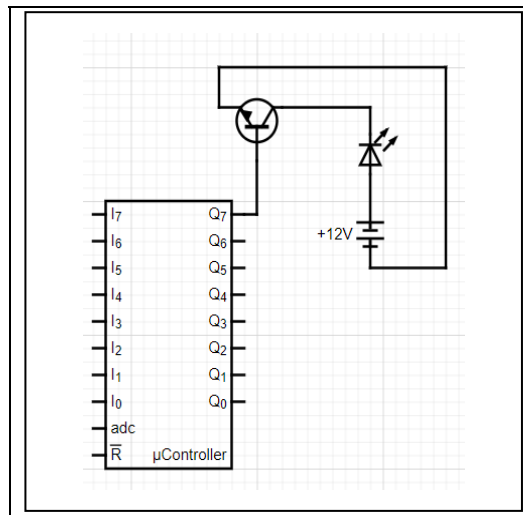 +12V
I7 Q7
I6 Q6
I5 Q5
I4 Q4
I3 Q3
I2 Q2
I1 Q1
I0 Q0
adc
R̅ µController